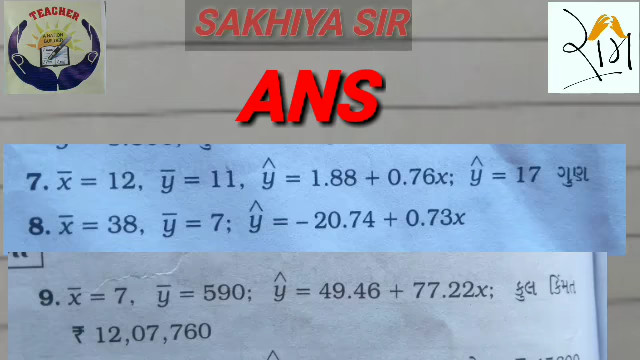 TEACHER
SAKHIYA SIR
રામ
ANS
7. x̄ = 12, ȳ = 11, ŷ = 1.88 + 0.76x; ŷ = 17 ગુણ
8. x̄ = 38, ȳ = 7; ŷ = – 20.74 + 0.73x
9. x̄ = 7, ȳ = 590; ŷ = 49.46 + 77.22x; કુલ કિંમત
₹ 12,07,760